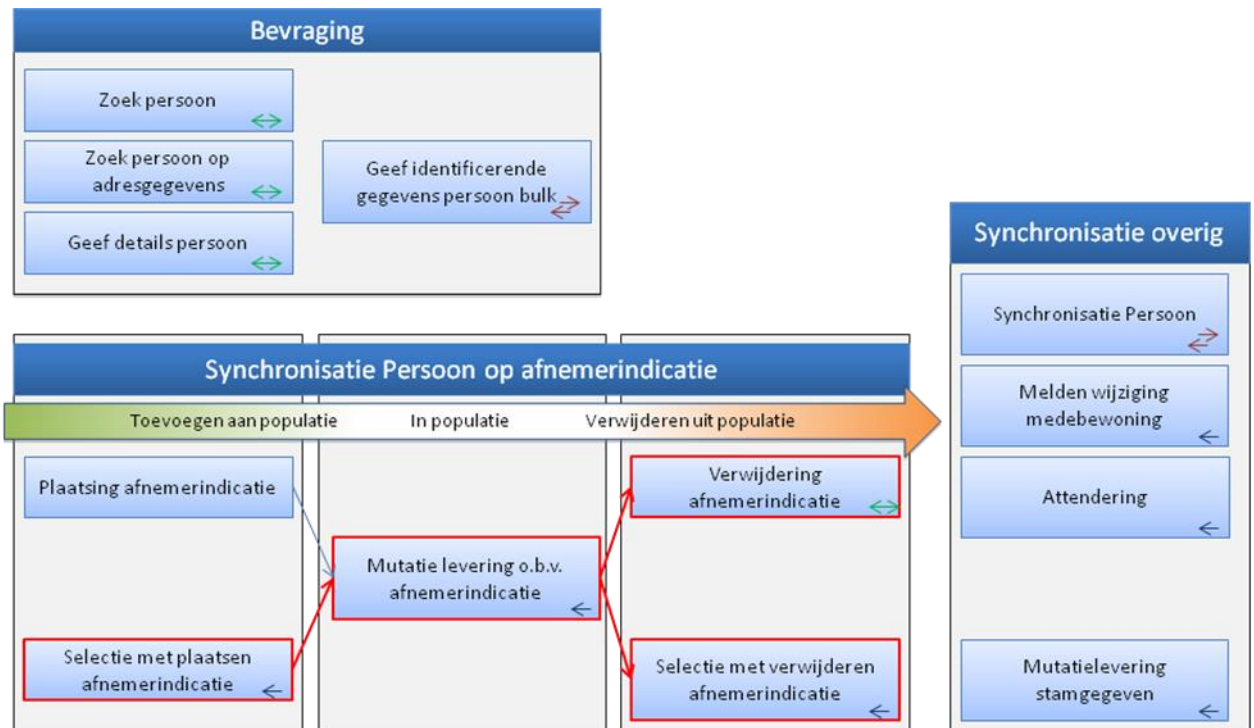 Bevraging
Zoek persoon
Zoek persoon op
adresgegevens
Geef details persoon
Geef identificerende
gegevens persoon bulk
Synchronisatie Persoon op afnemerindicatie
Toevoegen aan populatie
In populatie
Verwijderen uit populatie
Plaatsing afnemerindicatie
Selectie met plaatsen
afnemerindicatie
Mutatie levering o.b.v.
afnemerindicatie
Verwijdering
afnemerindicatie
Selectie met verwijderen
afnemerindicatie
Synchronisatie overig
Synchronisatie Persoon
Melden wijziging
medebewoning
Attendering
Mutatielevering
stamgegeven